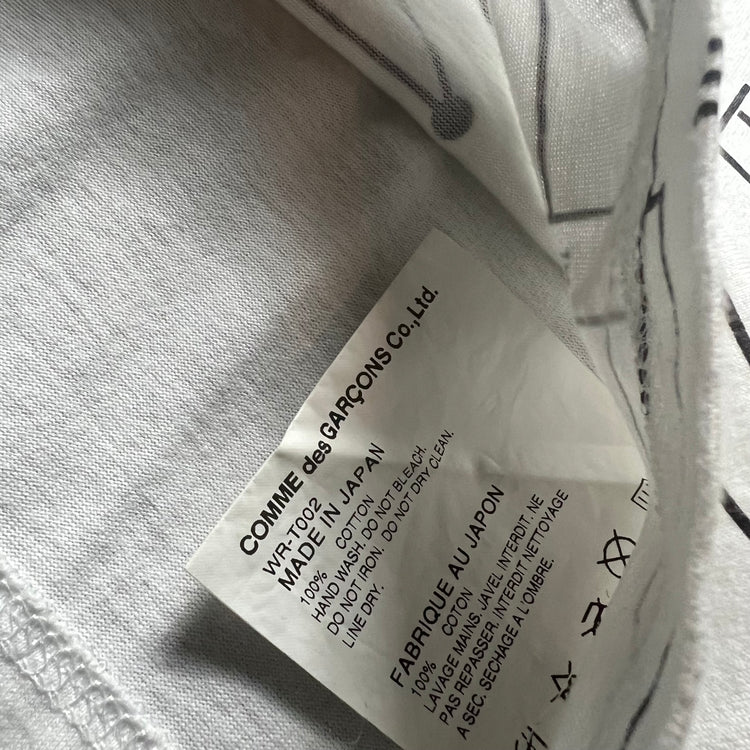 COMME des GARÇONS Co.,Ltd.
WR-T002
MADE IN JAPAN
100% COTTON
HAND WASH. DO NOT BLEACH.
DO NOT IRON. DO NOT DRY CLEAN.
LINE DRY.
FABRIQUE AU JAPON
100% COTON
LAVAGE MAINS, JAVEL INTERDIT. NE
PAS REPASSER. INTERDIT NETTOYAGE
A SEC. SECHAGE A L'OMBRE.